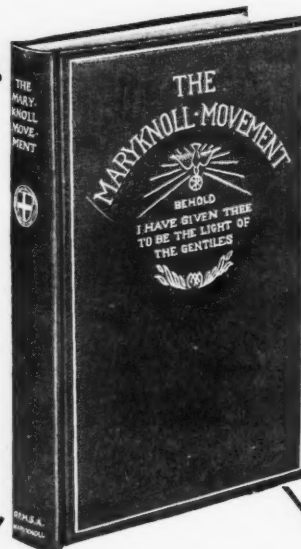 THE
MARY-
KNOLL
MOVE-
MENT
THE
MARYKNOLL-MOVEMENT
BEHOLD
I HAVE GIVEN THEE
TO BE THE LIGHT OF
THE GENTILES
MARYKNOLL